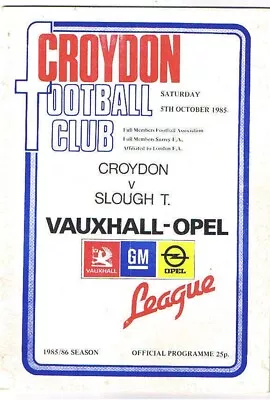 CROYDON
FOOTBALL
CLUB
SATURDAY
5TH OCTOBER 1985
Full Members Football Association
Full Members Surrey F.A.
Affiliated to London F.A.
CROYDON
v
SLOUGH T.
VAUXHALL-OPEL
VAUXHALL
GM
OPEL
League
1985/86 SEASON
OFFICIAL PROGRAMME 25p.